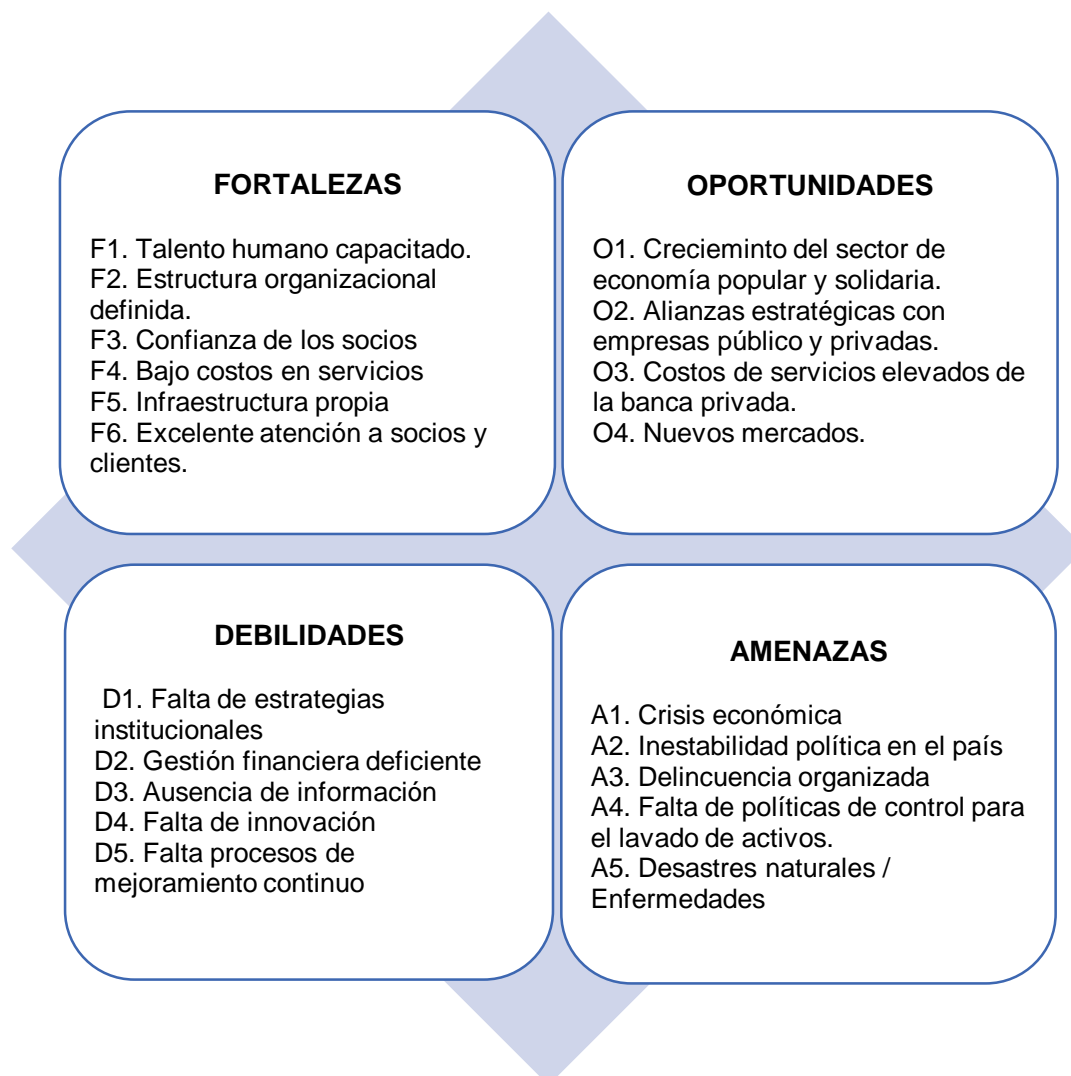 FORTALEZAS
F1. Talento humano capacitado.
F2. Estructura organizacional
definida.
F3. Confianza de los socios
F4. Bajo costos en servicios
F5. Infraestructura propia
F6. Excelente atención a socios y
clientes.
OPORTUNIDADES
O1. Crecieminto del sector de
economía popular y solidaria.
O2. Alianzas estratégicas con
empresas público y privadas.
O3. Costos de servicios elevados de
la banca privada.
O4. Nuevos mercados.
DEBILIDADES
D1. Falta de estrategias
institucionales
D2. Gestión financiera deficiente
D3. Ausencia de información
D4. Falta de innovación
D5. Falta procesos de
mejoramiento continuo
AMENAZAS
A1. Crisis económica
A2. Inestabilidad política en el país
A3. Delincuencia organizada
A4. Falta de políticas de control para
el lavado de activos.
A5. Desastres naturales /
Enfermedades